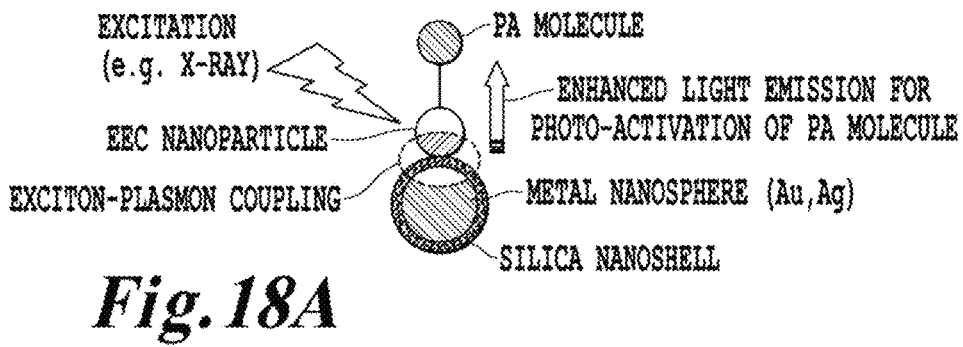 EXCITATION
(e.g. X-RAY)
PA MOLECULE
ENHANCED LIGHT EMISSION FOR
PHOTO-ACTIVATION OF PA MOLECULE
EEC NANOPARTICLE
EXCITON-PLASMON COUPLING
METAL NANOSPHERE (Au,Ag)
SILICA NANOSHELL
Fig. 18A